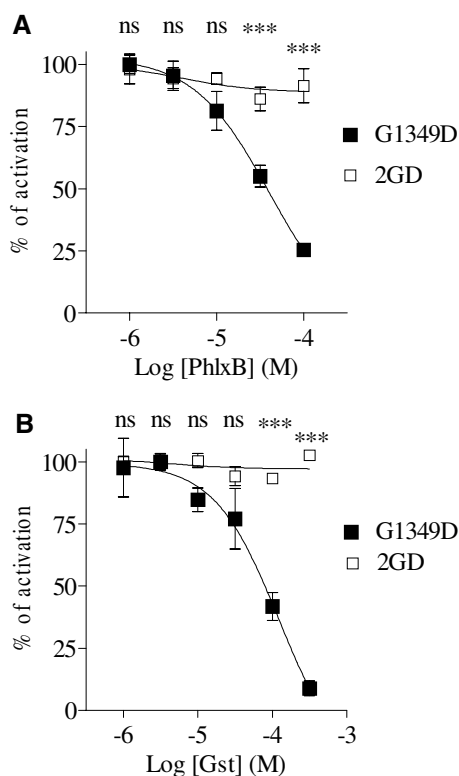 A
ns ns ns *** ***
100
75
50
25
0
% of activation
G1349D
2GD
-6 -5 -4
Log [PhlxB] (M)
B
ns ns ns ns *** ***
100
75
50
25
0
% of activation
G1349D
2GD
-6 -5 -4 -3
Log [Gst] (M)